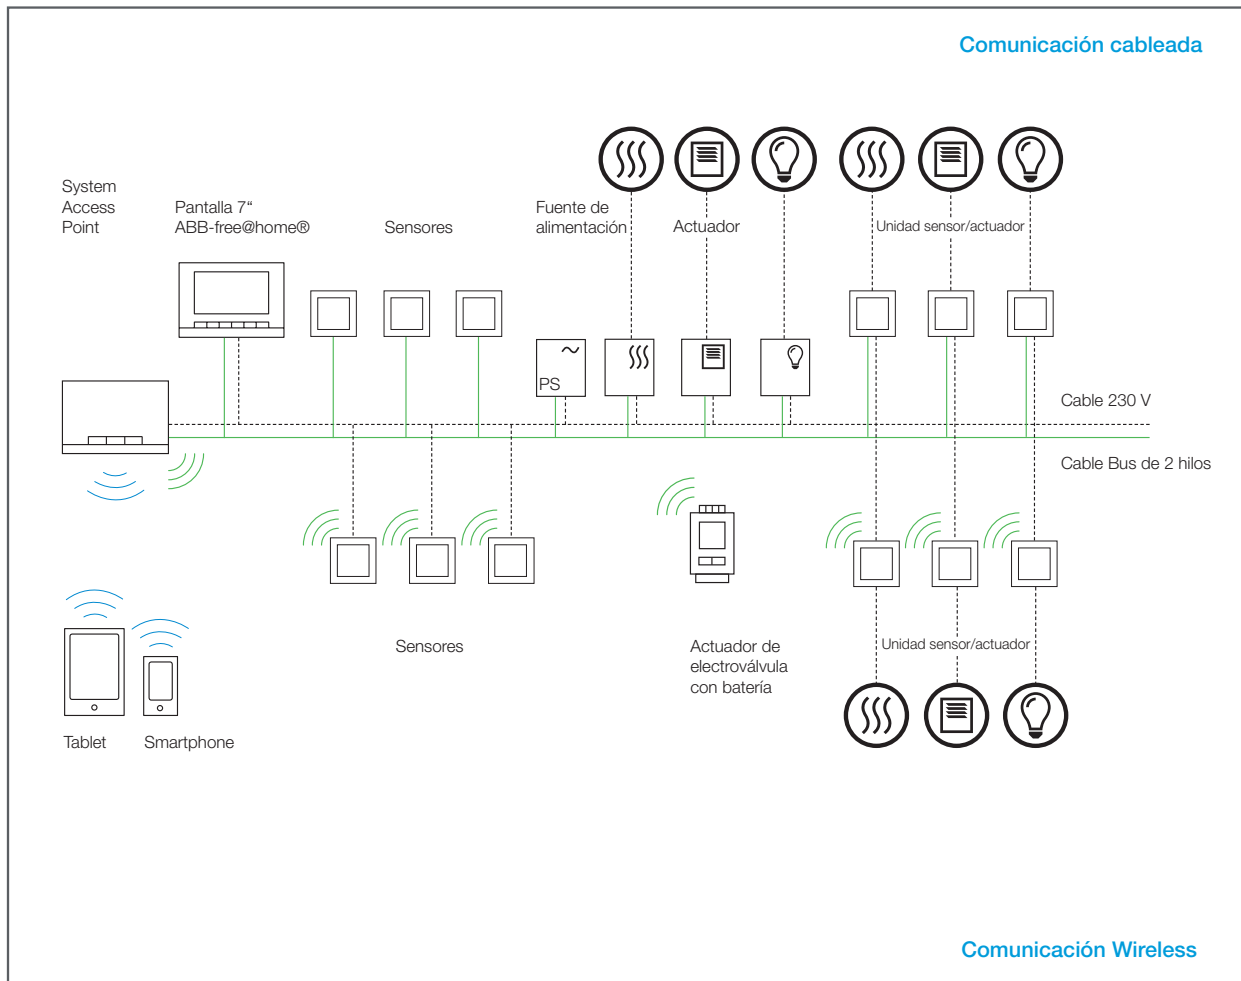 Comunicación cableada
System
Access
Point
Pantalla 7“
ABB-free@home®
Sensores
Fuente de
alimentación
Actuador
Unidad sensor/actuador
PS
Cable 230 V
Cable Bus de 2 hilos
Sensores
Actuador de
electroválvula
con batería
Unidad sensor/actuador
Tablet
Smartphone
Comunicación Wireless